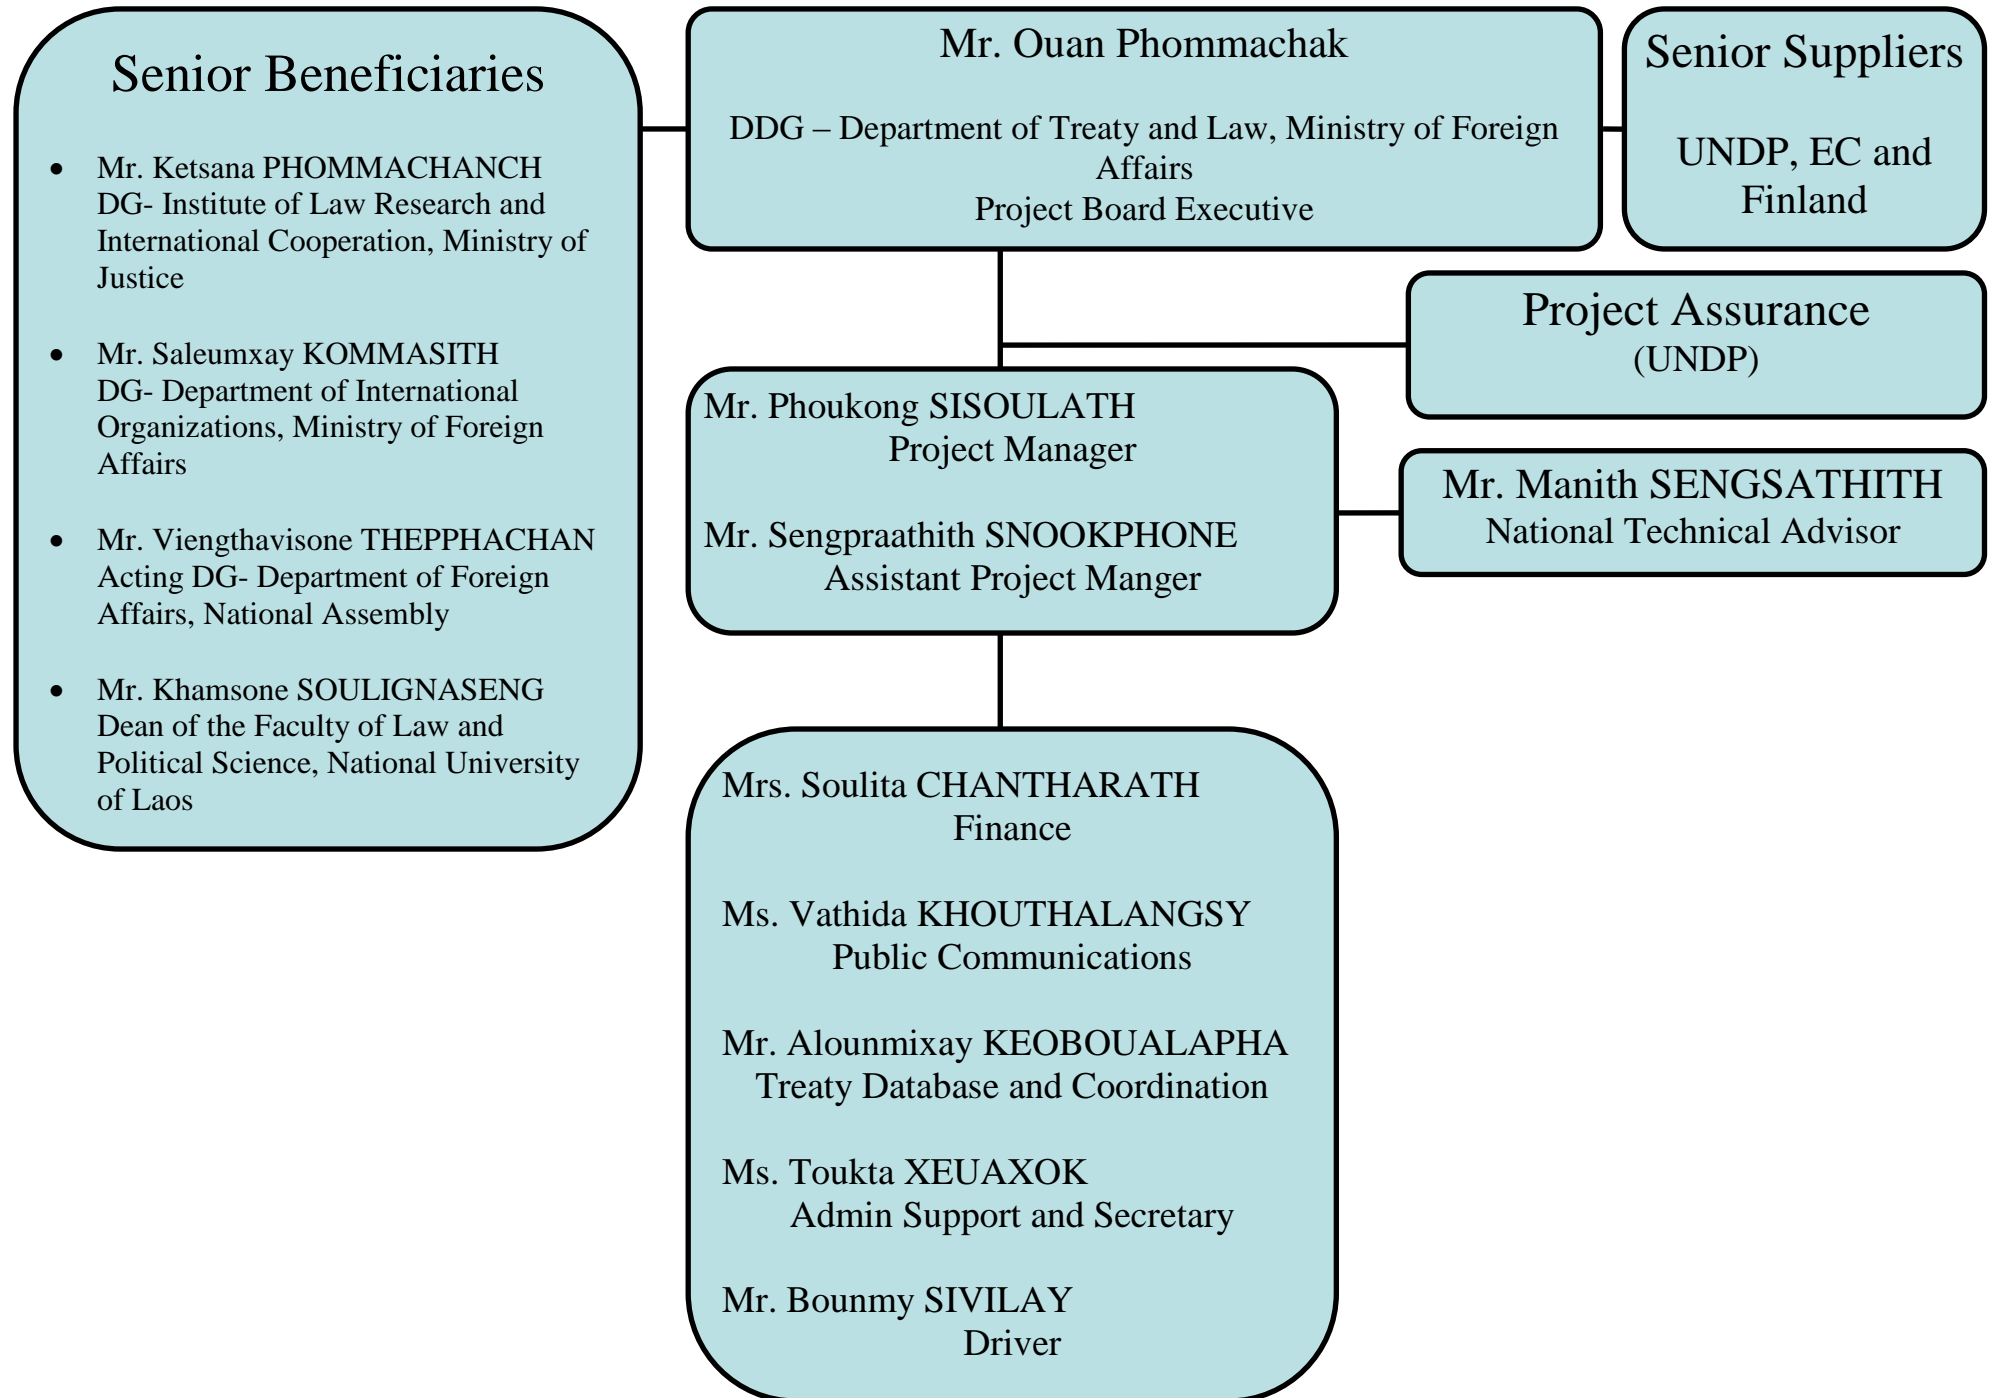 Senior Beneficiaries
• Mr. Ketsana PHOMMACHANCH
DG- Institute of Law Research and
International Cooperation, Ministry of
Justice
• Mr. Saleumxay KOMMASITH
DG- Department of International
Organizations, Ministry of Foreign
Affairs
• Mr. Viengthavisone THEPPHACHAN
Acting DG- Department of Foreign
Affairs, National Assembly
• Mr. Khamsone SOULIGNASENG
Dean of the Faculty of Law and
Political Science, National University
of Laos
Mr. Ouan Phommachak
DDG – Department of Treaty and Law, Ministry of Foreign
Affairs
Project Board Executive
Senior Suppliers
UNDP, EC and
Finland
Project Assurance
(UNDP)
Mr. Phoukong SISOULATH
Project Manager
Mr. Sengpraathith SNOOKPHONE
Assistant Project Manger
Mr. Manith SENGSATHITH
National Technical Advisor
Mrs. Soulita CHANTHARATH
Finance
Ms. Vathida KHOUTHALANGSY
Public Communications
Mr. Alounmixay KEOBOUALAPHA
Treaty Database and Coordination
Ms. Toukta XEUAXOK
Admin Support and Secretary
Mr. Bounmy SIVILAY
Driver